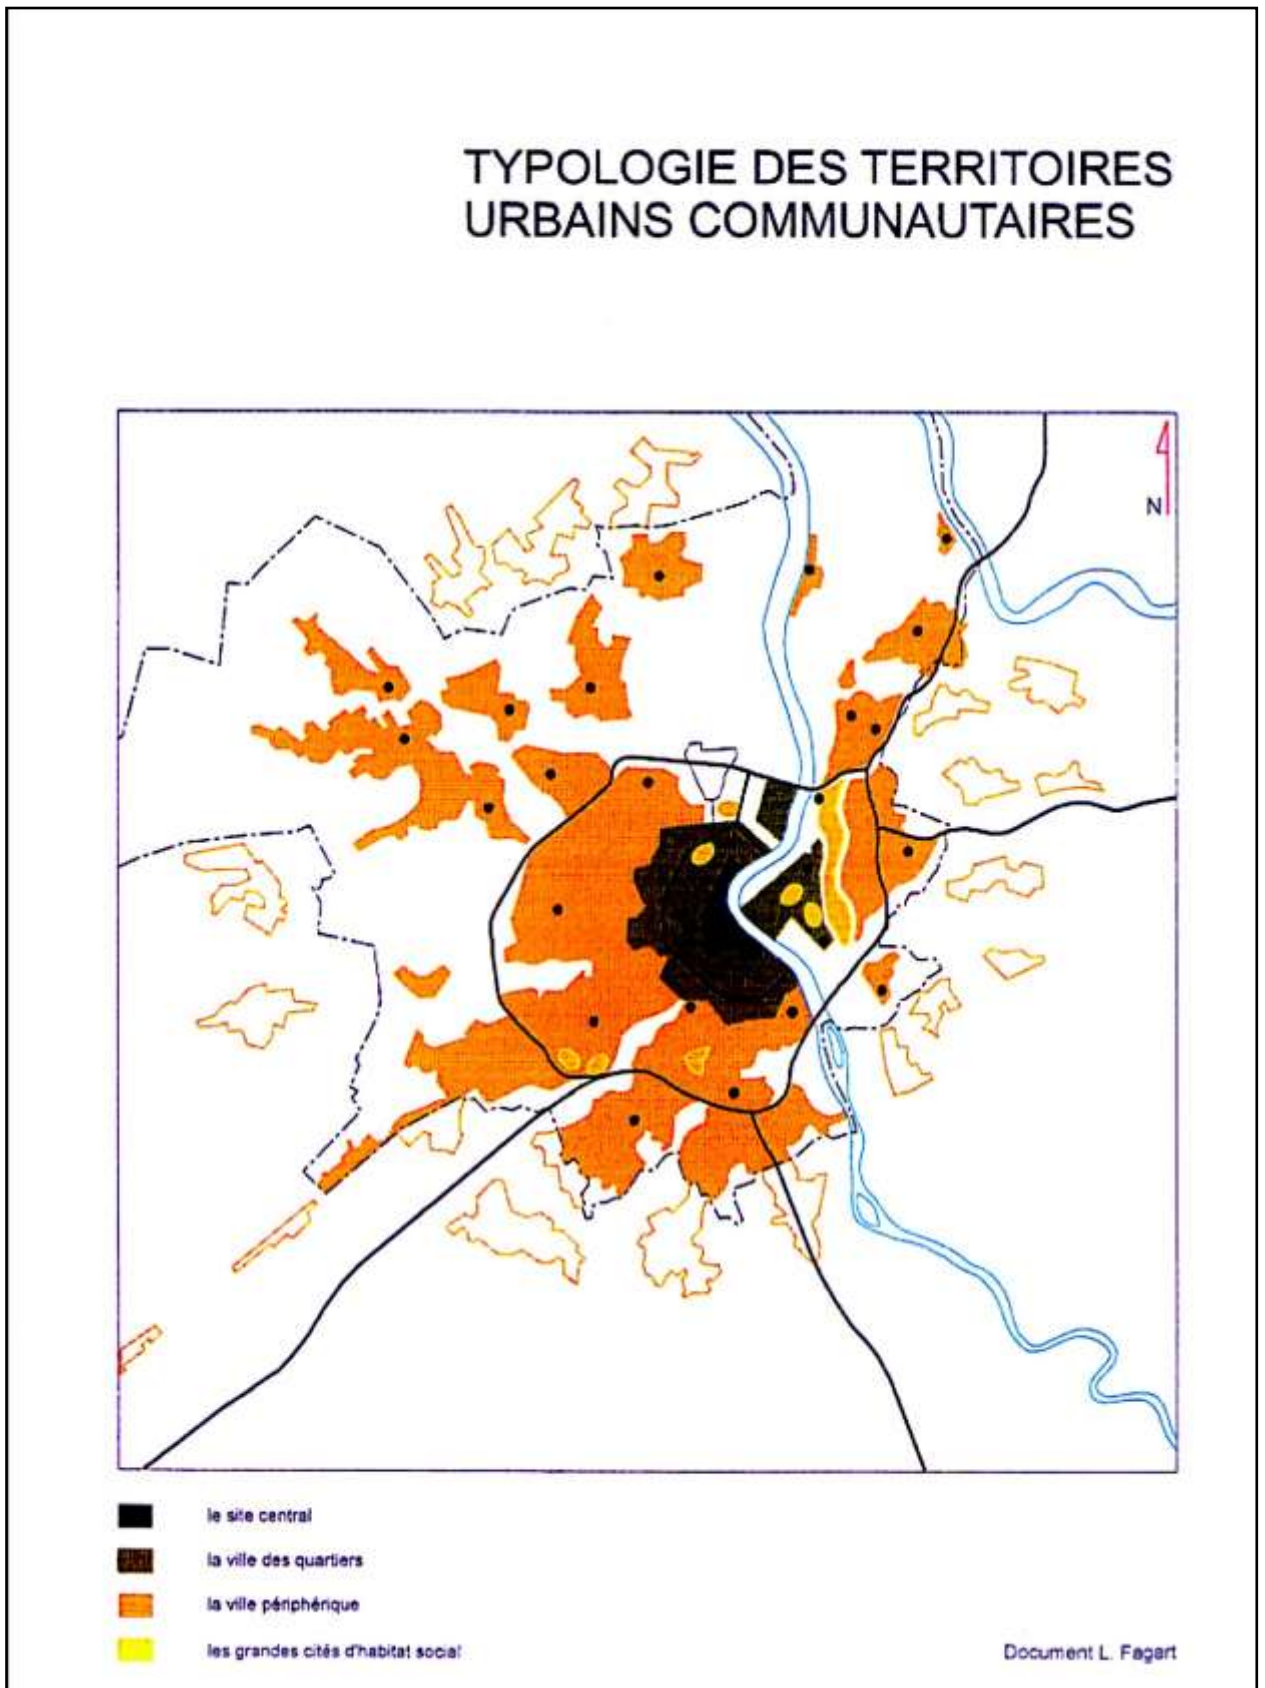 TYPOLOGIE DES TERRITOIRES
URBAINS COMMUNAUTAIRES
N
le site central
la ville des quartiers
la ville périphérique
les grandes cités d'habitat social
Document L. Fagart